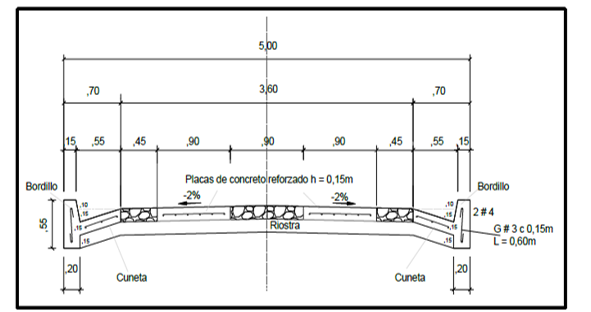 5,00
,70 3,60 ,70
15 ,55 ,45 ,90 ,90 ,90 ,45 ,55 15
Placas de concreto reforzado h = 0,15m
Bordillo Bordillo
-2% -2%
,10 ,10
,15 ,15
2 # 4
,55
,10 ,15
Riostra
G # 3 c 0,15m
,15 ,15
L = 0,60m
,20 ,20
Cuneta Cuneta